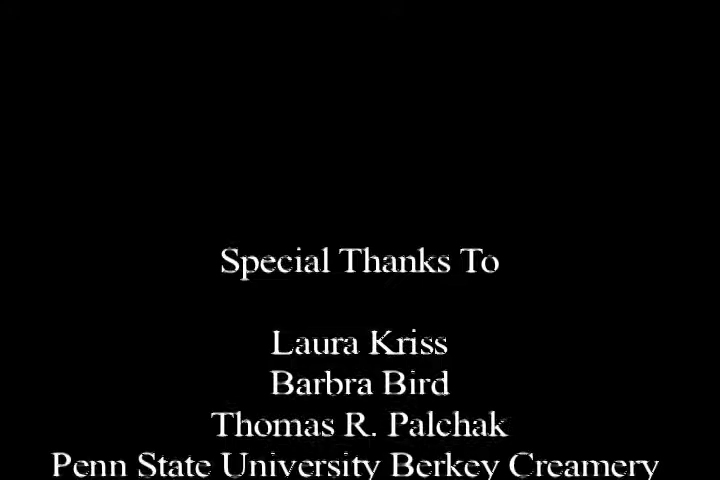 Special Thanks To
Laura Kriss
Barbra Bird
Thomas R. Palchak
Penn State University Berkey Creamery